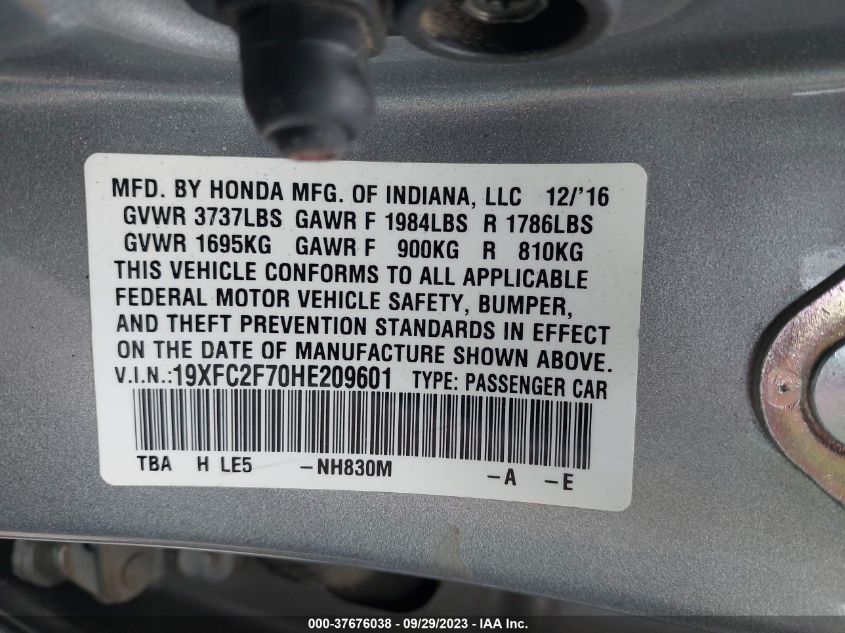 MFD. BY HONDA MFG. OF INDIANA, LLC 12/'16
GVWR 3737LBS GAWR F 1984LBS R 1786LBS
GVWR 1695KG GAWR F 900KG R 810KG
THIS VEHICLE CONFORMS TO ALL APPLICABLE
FEDERAL MOTOR VEHICLE SAFETY, BUMPER,
AND THEFT PREVENTION STANDARDS IN EFFECT
ON THE DATE OF MANUFACTURE SHOWN ABOVE.
V.I.N.:19XFC2F70HE209601 TYPE: PASSENGER CAR
TBA H LE5 -NH830M -A -E
000-37676038 - 09/29/2023 - IAA Inc.